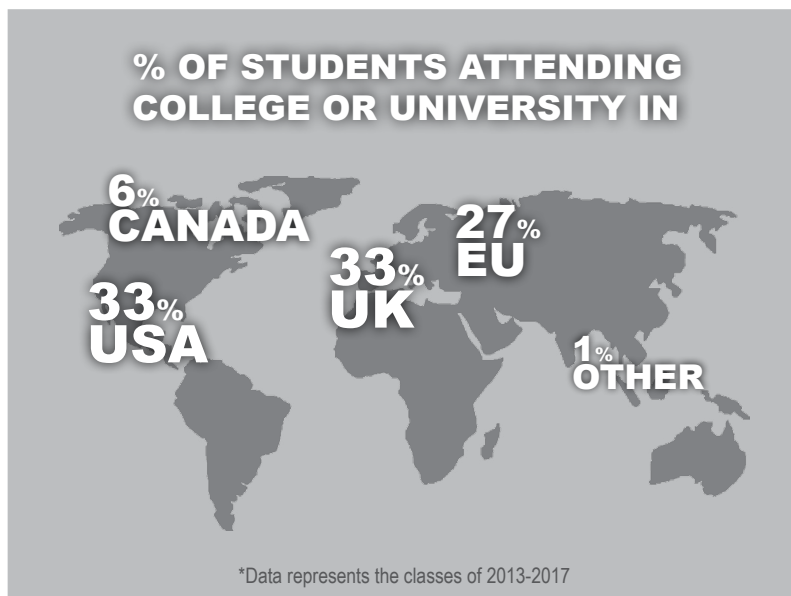 % OF STUDENTS ATTENDING
COLLEGE OR UNIVERSITY IN
6%
CANADA
27%
EU
33%
UK
33%
USA
1%
OTHER
*Data represents the classes of 2013-2017